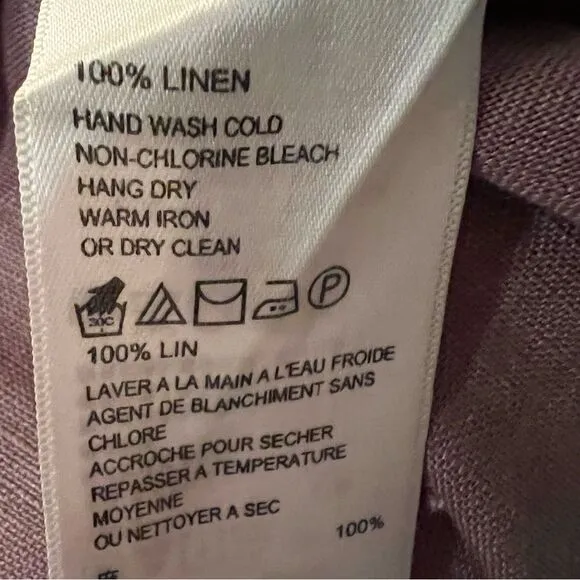 100% LINEN
HAND WASH COLD
NON-CHLORINE BLEACH
HANG DRY
WARM IRON
OR DRY CLEAN
30C P
100% LIN
LAVER A LA MAIN A L'EAU FROIDE
AGENT DE BLANCHIMENT SANS
CHLORE
ACCROCHE POUR SECHER
REPASSER A TEMPERATURE
MOYENNE
OU NETTOYER A SEC
100%